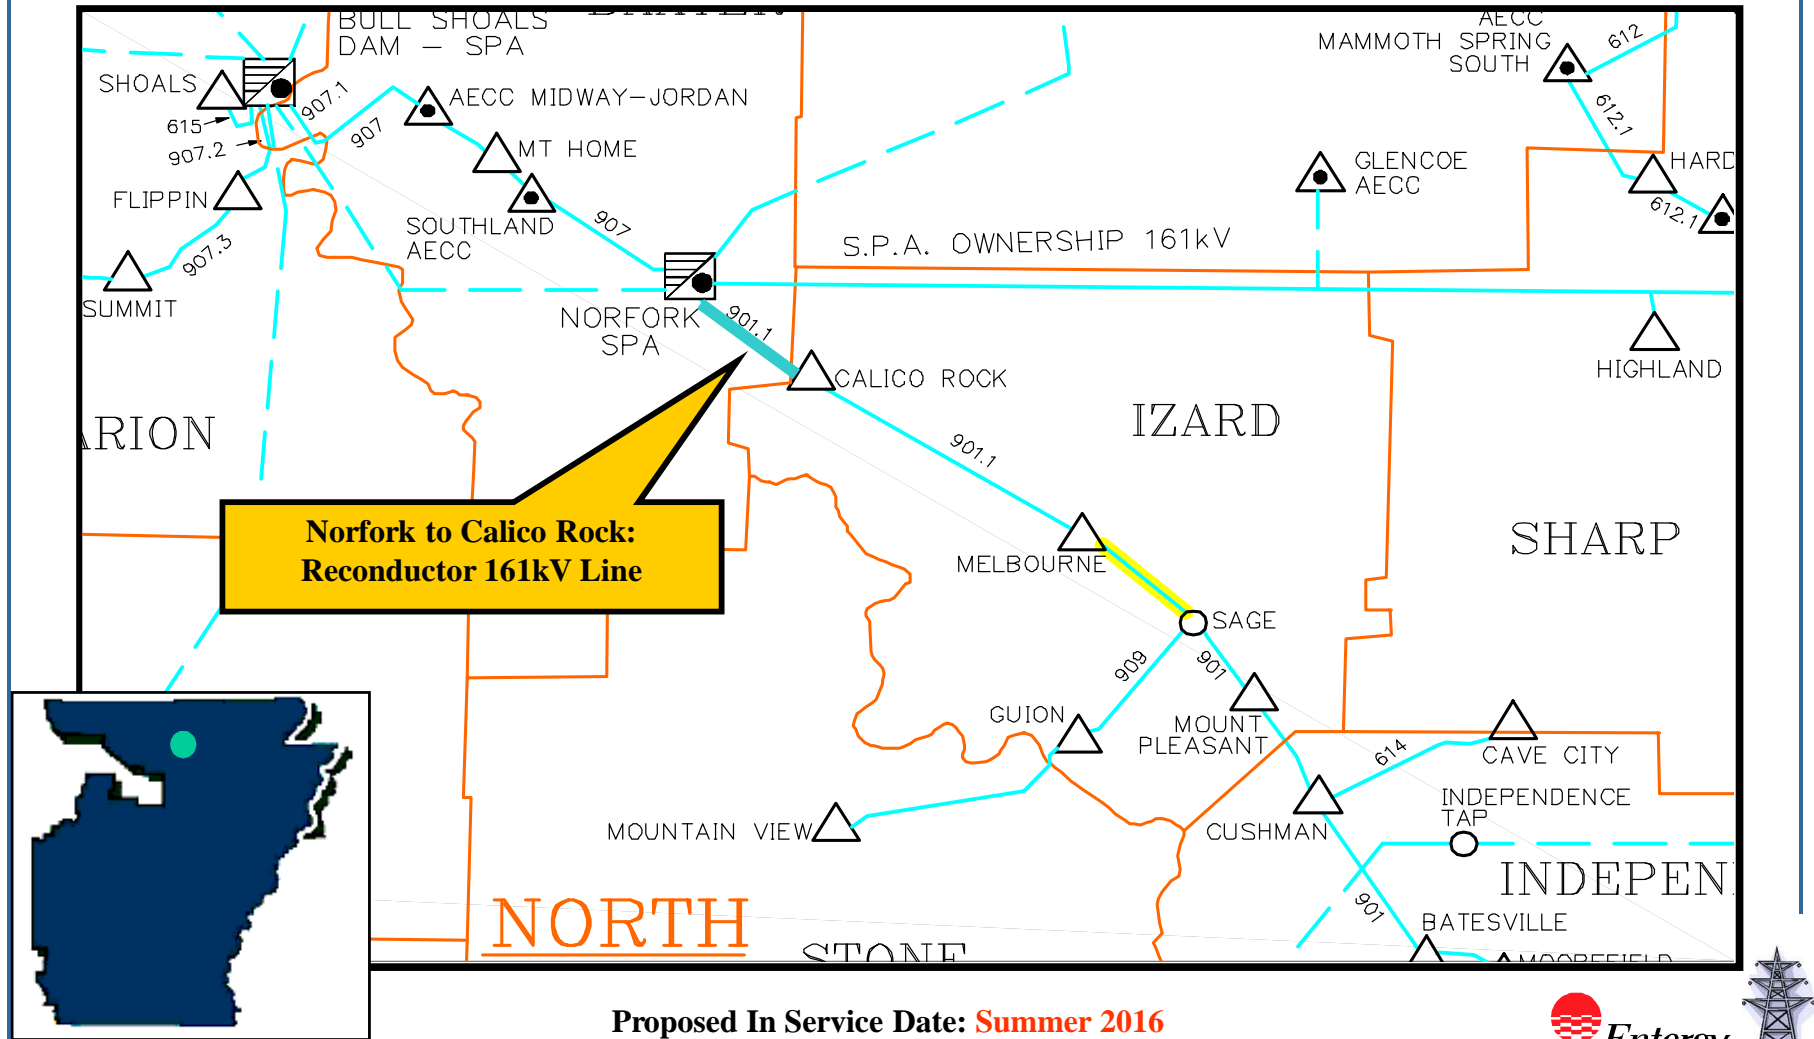 BULL SHOALS
DAM – SPA
SHOALS
615
907.2
907.1
907
AECC MIDWAY–JORDAN
MT HOME
FLIPPIN
907.3
SUMMIT
SOUTHLAND
AECC
907
AECC
MAMMOTH SPRING
SOUTH
612
612.1
HARD
612.1
GLENCOE
AECC
S.P.A. OWNERSHIP 161kV
NORFORK
SPA
901.1
CALICO ROCK
HIGHLAND
ARION
IZARD
901.1
SHARP
Norfork to Calico Rock:
Reconductor 161kV Line
MELBOURNE
SAGE
909
901
GUION
MOUNT
PLEASANT
614
CAVE CITY
MOUNTAIN VIEW
CUSHMAN
INDEPENDENCE
TAP
INDEPEN
901
BATESVILLE
NORTH
STONE
MOOREFIELD
Proposed In Service Date: Summer 2016
Entergy